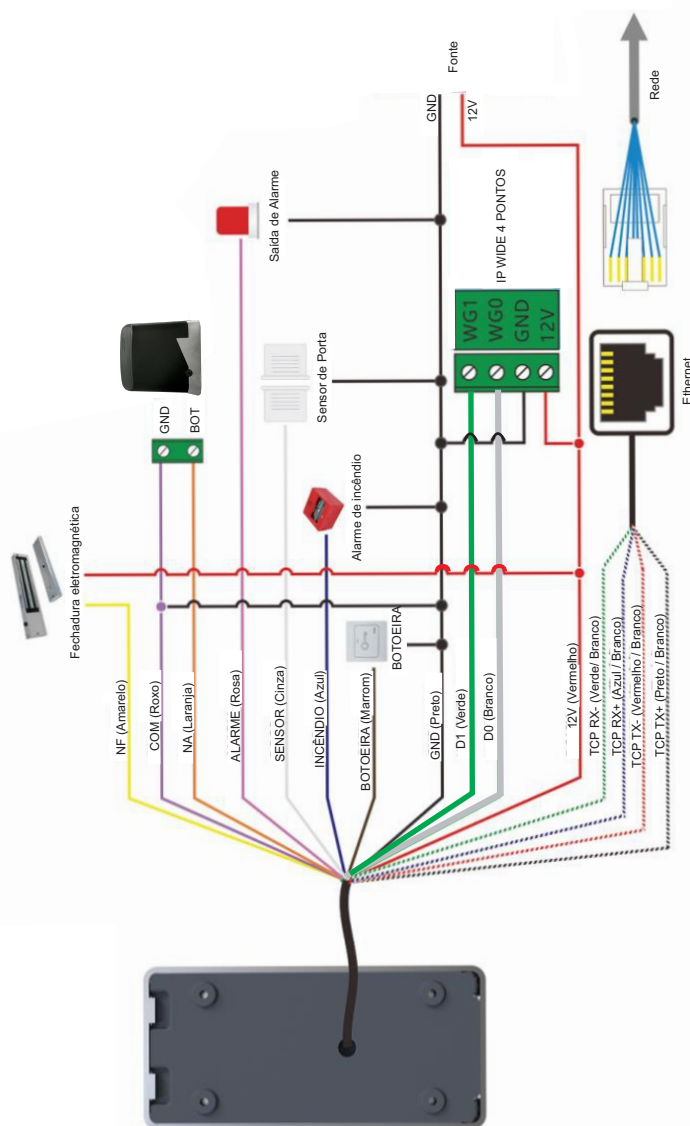 Fonte
GND
12V
Rede
Saída de Alarme
IP WIDE 4 PONTOS
WG1
WG0
GND
12V
Sensor de Porta
GND
BOT
Ethernet
Alarme de incêndio
Fechadura eletromagnética
BOTOEIRA
NF (Amarelo)
COM (Roxo)
NA (Laranja)
ALARME (Rosa)
SENSOR (Cinza)
INCÊNDIO (Azul)
BOTOEIRA (Marrom)
GND (Preto)
D1 (Verde)
D0 (Branco)
12V (Vermelho)
TCP RX- (Verde/ Branco)
TCP RX+ (Azul / Branco)
TCP TX- (Vermelho / Branco)
TCP TX+ (Preto / Branco)